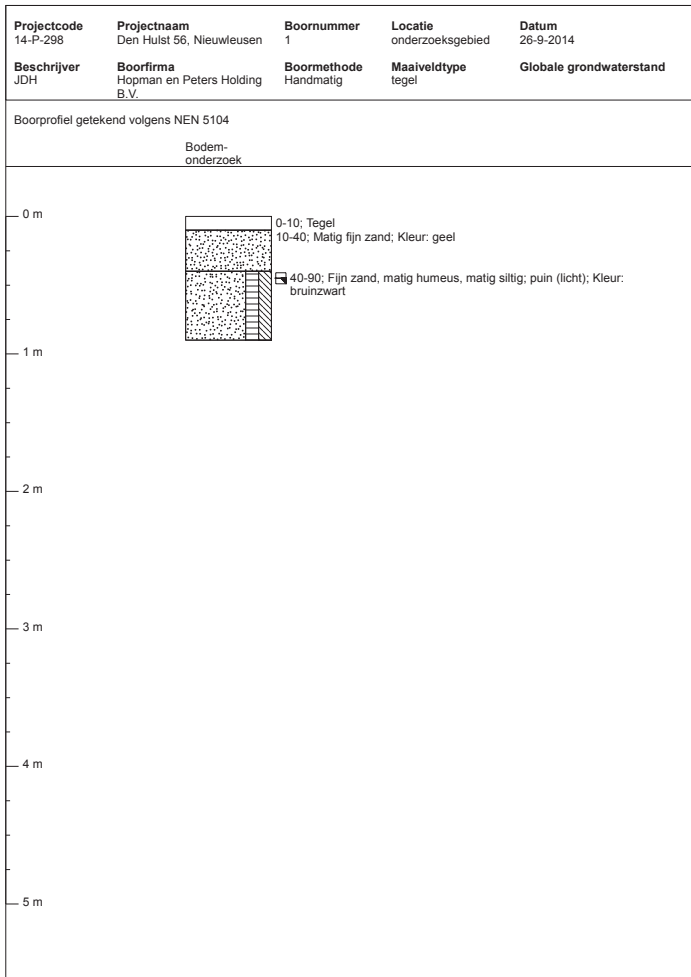 Projectcode Projectnaam Boornummer Locatie Datum
14-P-298 Den Hulst 56, Nieuwleusen 1 onderzoeksgebied 26-9-2014
Beschrijver Boorfirma Boormethode Maaiveldtype Globale grondwaterstand
JDH Hopman en Peters Holding Handmatig tegel
B.V.
Boorprofiel getekend volgens NEN 5104
Bodem-
onderzoek
0 m
0-10; Tegel
10-40; Matig fijn zand; Kleur: geel
40-90; Fijn zand, matig humeus, matig siltig; puin (licht); Kleur:
bruinzwart
1 m
2 m
3 m
4 m
5 m